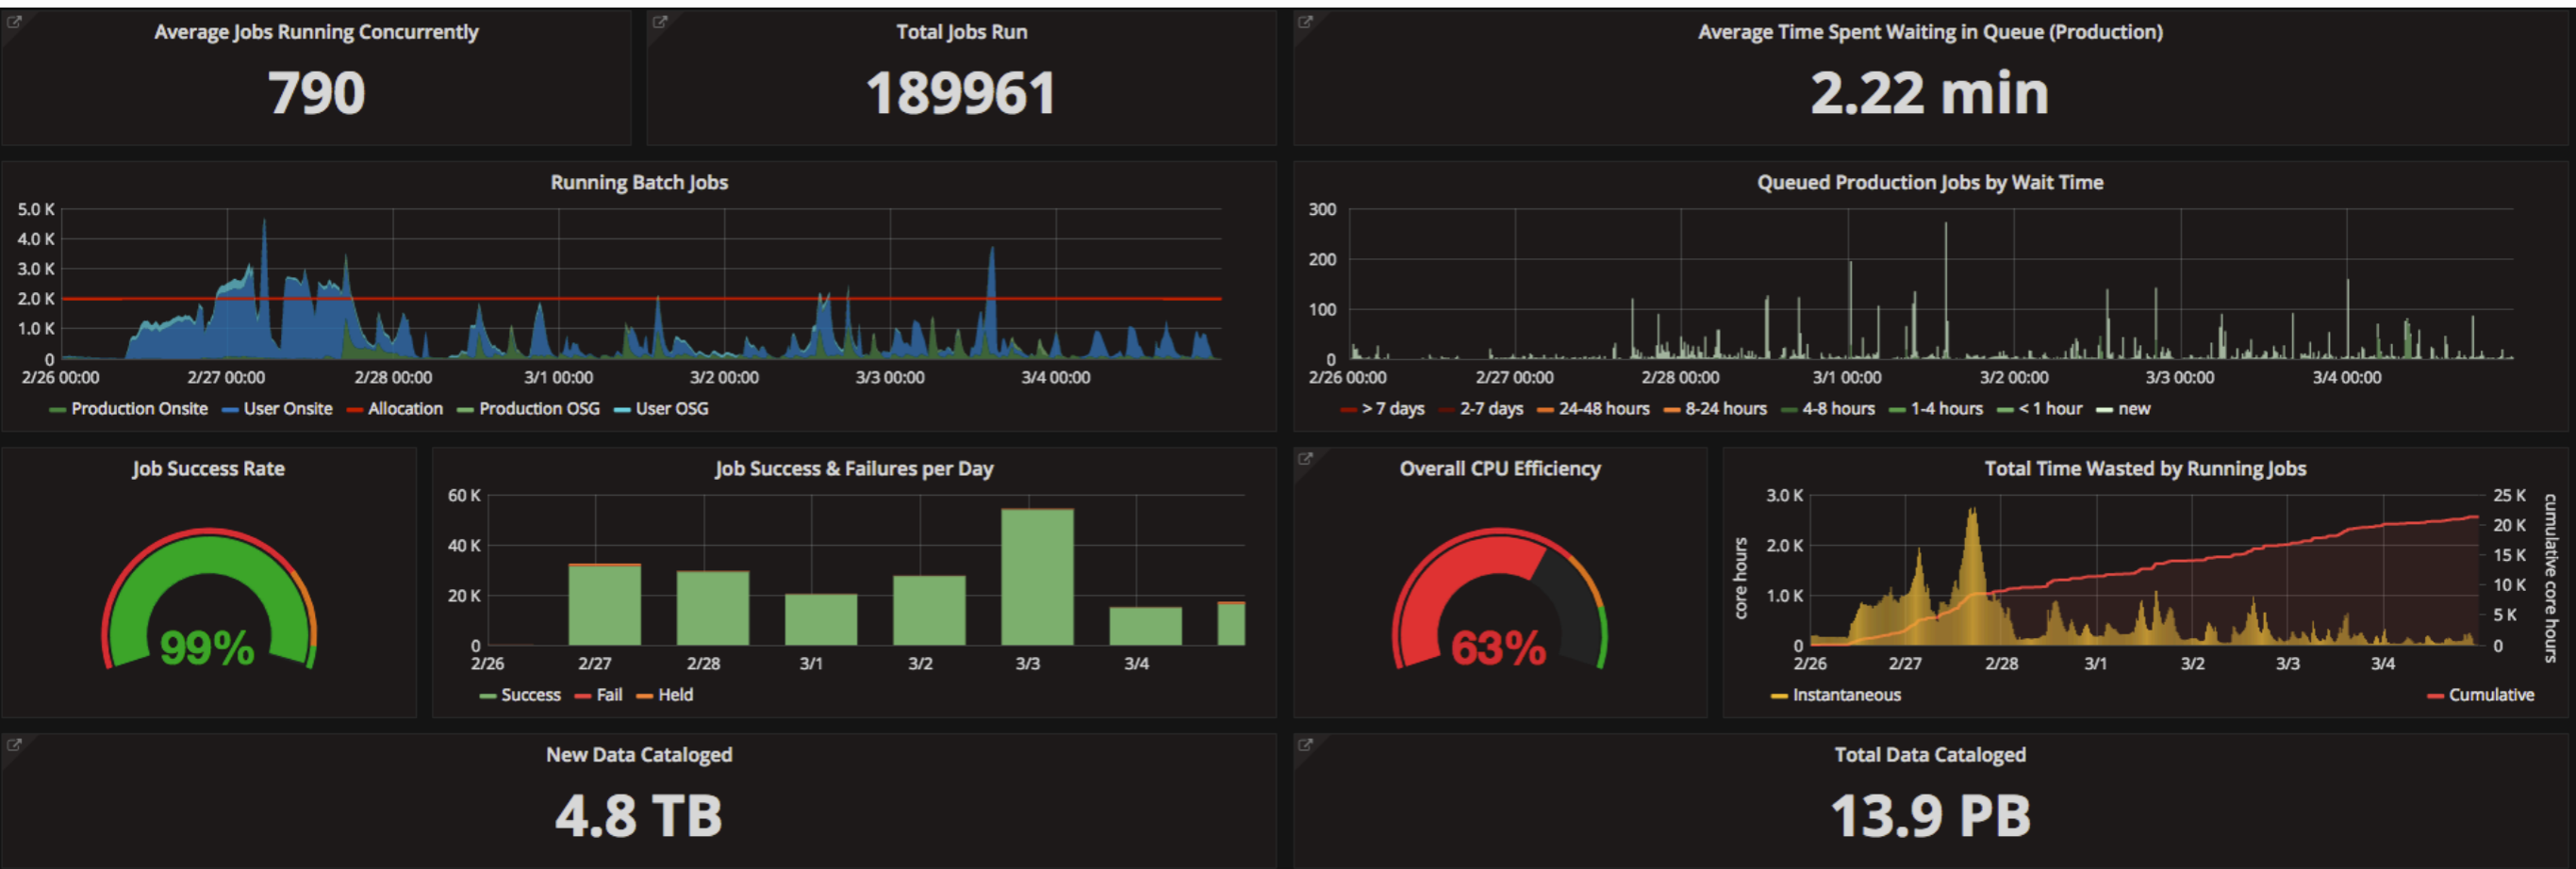 Average Jobs Running Concurrently
790
Total Jobs Run
189961
Average Time Spent Waiting in Queue (Production)
2.22 min
Running Batch Jobs
5.0 K
4.0 K
3.0 K
2.0 K
1.0 K
0
2/26 00:00 2/27 00:00 2/28 00:00 3/1 00:00 3/2 00:00 3/3 00:00 3/4 00:00
Production Onsite User Onsite Allocation Production OSG User OSG
Queued Production Jobs by Wait Time
300
200
100
0
2/26 00:00 2/27 00:00 2/28 00:00 3/1 00:00 3/2 00:00 3/3 00:00 3/4 00:00
> 7 days 2-7 days 24-48 hours 8-24 hours 4-8 hours 1-4 hours < 1 hour new
Job Success Rate
99%
Job Success & Failures per Day
60 K
40 K
20 K
0
2/26 2/27 2/28 3/1 3/2 3/3 3/4
Success Fail Held
Overall CPU Efficiency
63%
Total Time Wasted by Running Jobs
core hours
3.0 K
2.0 K
1.0 K
0
25 K
20 K
15 K
10 K
5 K
0
cumulative core hours
2/26 2/27 2/28 3/1 3/2 3/3 3/4
Instantaneous Cumulative
New Data Cataloged
4.8 TB
Total Data Cataloged
13.9 PB